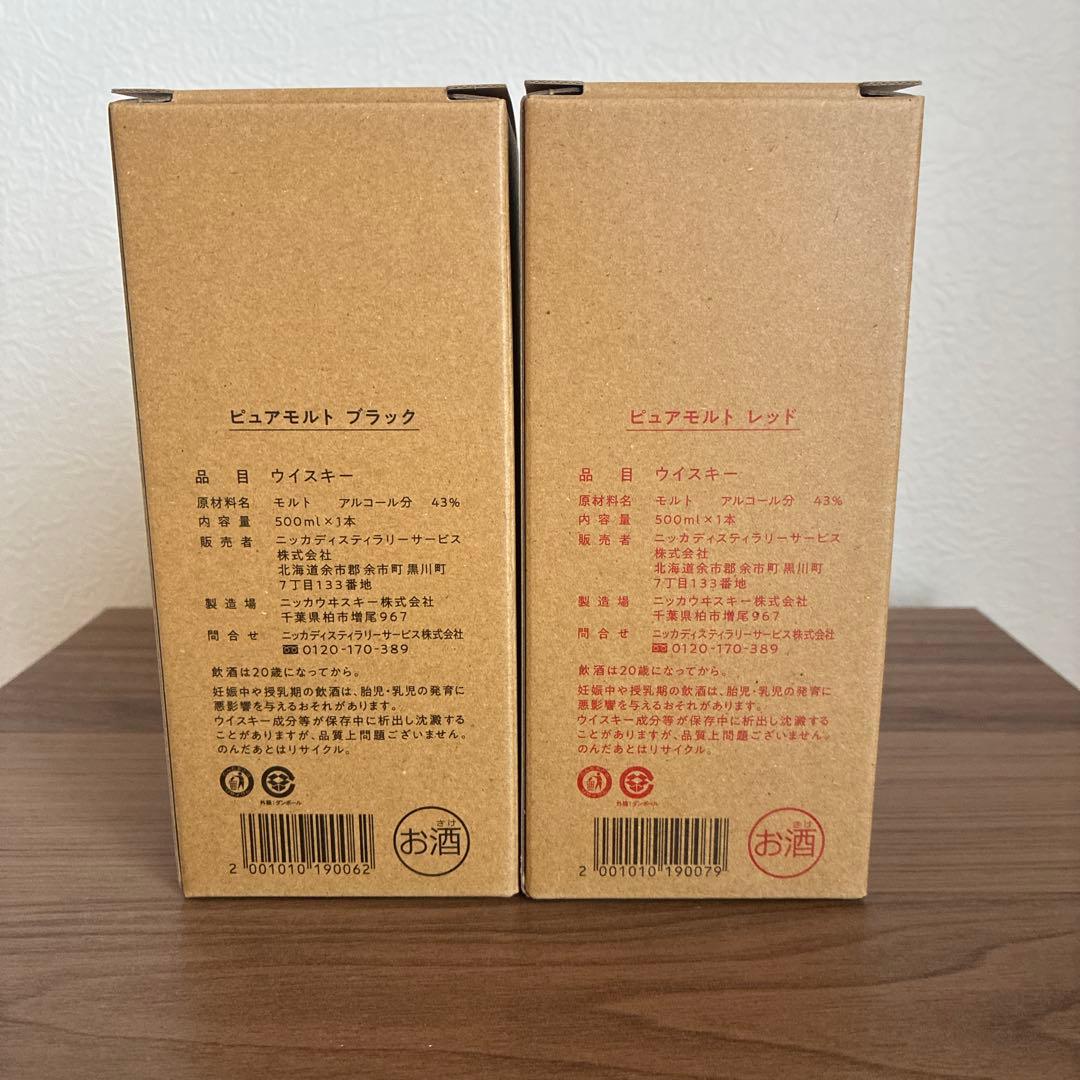 ピュアモルト ブラック
品 目 ウイスキー
原材料名 モルト アルコール分 43%
内容量 500ml×1本
販売者 ニッカディスティラリーサービス
株式会社
北海道余市郡余市町黒川町
7丁目133番地
製造場 ニッカウヰスキー株式会社
千葉県柏市増尾967
問合せ ニッカディスティラリーサービス株式会社
0120-170-389
飲酒は20歳になってから。
妊娠中や授乳期の飲酒は、胎児・乳児の発育に
悪影響を与えるおそれがあります。
ウイスキー成分等が保存中に析出し沈澱する
ことがありますが、品質上問題ございません。
のんだあとはリサイクル。
外箱:ダンボール
さけ
お酒
2 001010 190062
ピュアモルト レッド
品 目 ウイスキー
原材料名 モルト アルコール分 43%
内容量 500ml×1本
販売者 ニッカディスティラリーサービス
株式会社
北海道余市郡余市町黒川町
7丁目133番地
製造場 ニッカウヰスキー株式会社
千葉県柏市増尾967
問合せ ニッカディスティラリーサービス株式会社
0120-170-389
飲酒は20歳になってから。
妊娠中や授乳期の飲酒は、胎児・乳児の発育に
悪影響を与えるおそれがあります。
ウイスキー成分等が保存中に析出し沈澱する
ことがありますが、品質上問題ございません。
のんだあとはリサイクル。
外箱:ダンボール
さけ
お酒
2 001010 190079